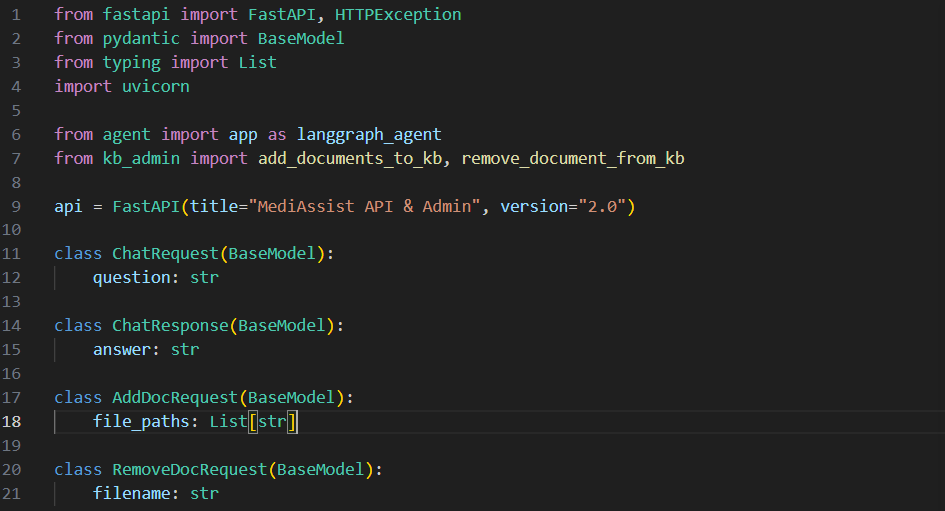 1 from fastapi import FastAPI, HTTPException
2 from pydantic import BaseModel
3 from typing import List
4 import uvicorn
5
6 from agent import app as langgraph_agent
7 from kb_admin import add_documents_to_kb, remove_document_from_kb
8
9 api = FastAPI(title="MediAssist API & Admin", version="2.0")
10
11 class ChatRequest(BaseModel):
12     question: str
13
14 class ChatResponse(BaseModel):
15     answer: str
16
17 class AddDocRequest(BaseModel):
18     file_paths: List[str]
19
20 class RemoveDocRequest(BaseModel):
21     filename: str